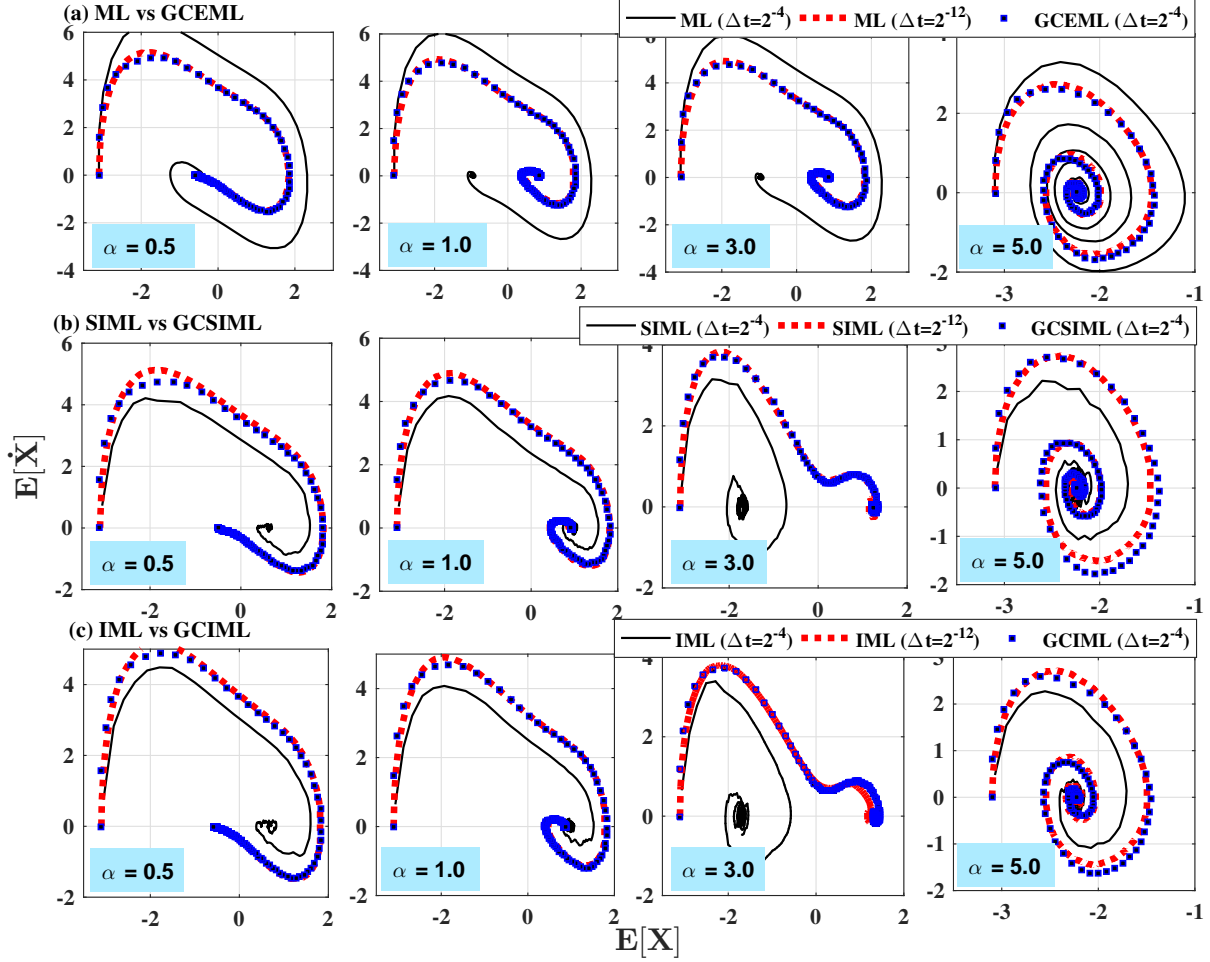 (a) ML vs GCEML
ML (Δt=2^-4) ML (Δt=2^-12) GCEML (Δt=2^-4)
6 6 6
4 4 4 4
2 2 2 2
0 0 0 0
-2 -2 -2 -2
-4 -4 -4
α = 0.5 α = 1.0 α = 3.0 α = 5.0
-2 0 2 -2 0 2 -2 0 2 -3 -2 -1
(b) SIML vs GCSIML
SIML (Δt=2^-4) SIML (Δt=2^-12) GCSIML (Δt=2^-4)
6 6 4 3
4 4 2 2
2 2 0 1
0 0 -2 0
-2 -2 -1
-2
α = 0.5 α = 1.0 α = 3.0 α = 5.0
-2 0 2 -2 0 2 -2 0 2 -3 -2 -1
E[Ẋ]
(c) IML vs GCIML
IML (Δt=2^-4) IML (Δt=2^-12) GCIML (Δt=2^-4)
4 4 4 3
2 2 2 2
0 0 0 1
-2 -2 -2 0
-1
-2
α = 0.5 α = 1.0 α = 3.0 α = 5.0
-2 0 2 -2 0 2 -2 0 2 -3 -2 -1
E[X]